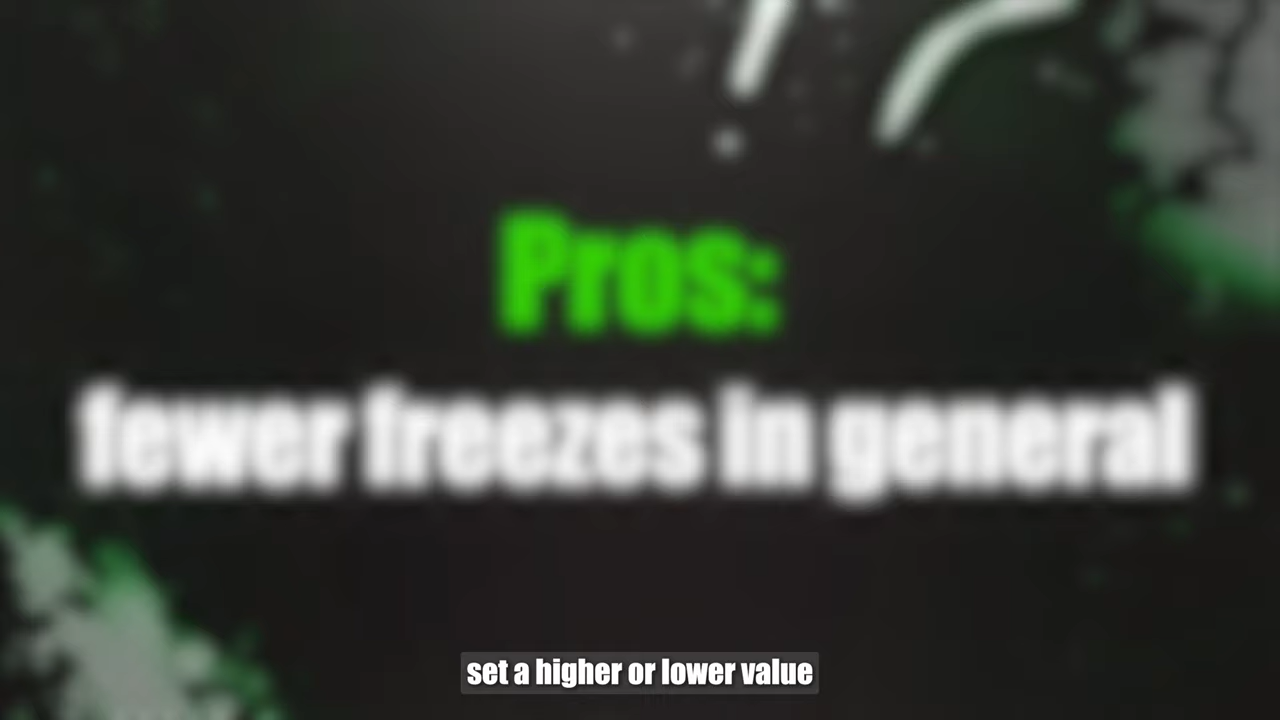 Pros:
fewer freezes in general
set a higher or lower value